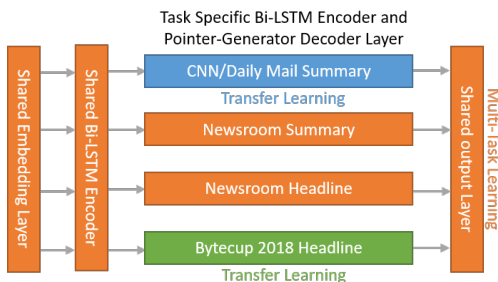 Task Specific Bi-LSTM Encoder and
Pointer-Generator Decoder Layer
Shared Embedding Layer
Shared Bi-LSTM Encoder
CNN/Daily Mail Summary
Transfer Learning
Newsroom Summary
Newsroom Headline
Bytecup 2018 Headline
Transfer Learning
Shared output Layer
Multi-Task Learning